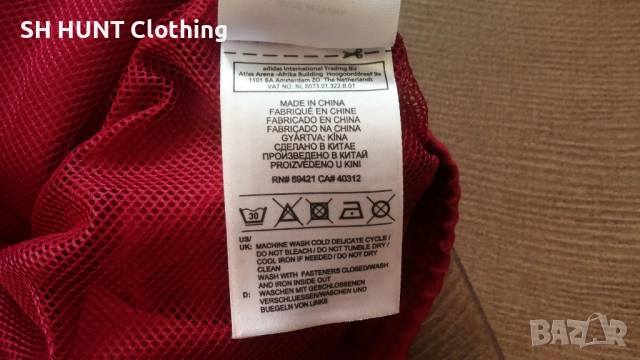 SH HUNT Clothing
adidas International Trading BV
Atlas Arena -Afrika Building Hoogoorddreef 9a
1101 BA Amsterdam ZO The Netherlands
VAT NO. NL 8073.01.322.B.01
MADE IN CHINA
FABRIQUÉ EN CHINE
FABRICADO EN CHINA
FABRICADO NA CHINA
GYÁRTVA: KÍNA
СДЕЛАНО В КИТАЕ
ПРОИЗВЕДЕНО В КИТАЙ
PROIZVEDENO U KINI
RN# 69421 CA# 40312
30
US/
UK: MACHINE WASH COLD DELICATE CYCLE /
DO NOT BLEACH / DO NOT TUMBLE DRY /
COOL IRON IF NEEDED / DO NOT DRY
CLEAN
WASH WITH FASTENERS CLOSED/WASH
AND IRON INSIDE OUT
D: WASCHEN MIT GESCHLOSSENEN
VERSCHLUESSEN/WASCHEN UND
BUEGELN VON LINKS
BAZAR
.bg